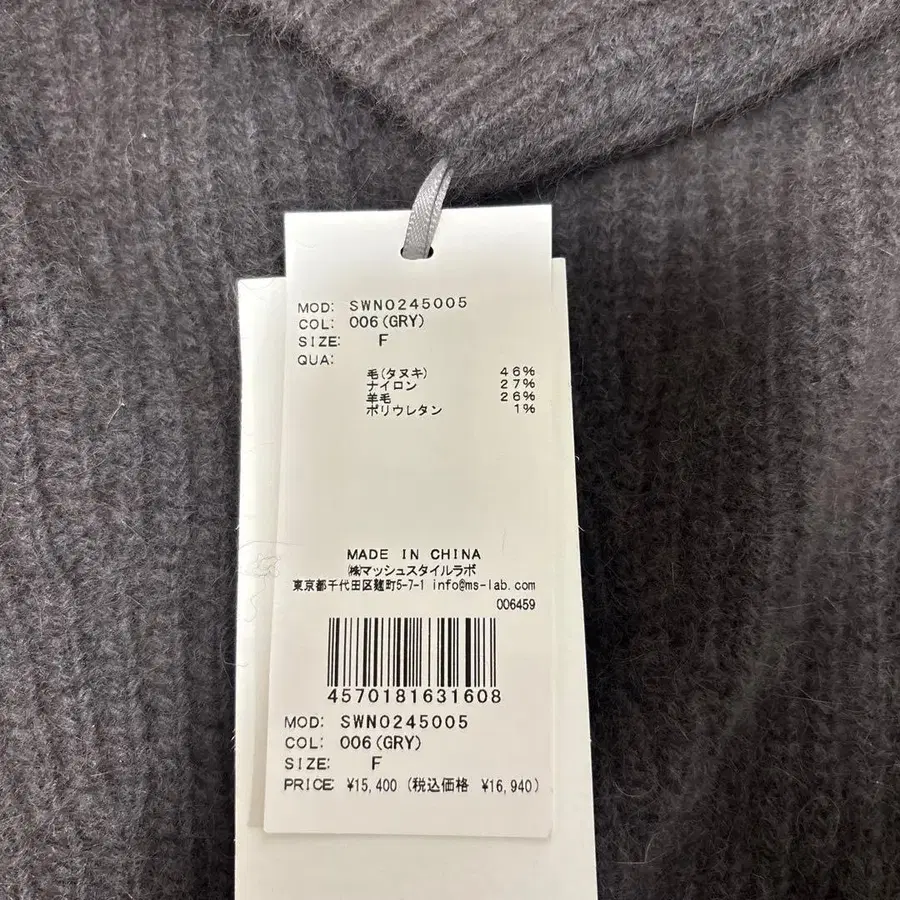 MOD: SWNO245005
COL: 006(GRY)
SIZE: F
QUA:
毛(タヌキ) 46%
ナイロン 27%
羊毛 26%
ポリウレタン 1%
MADE IN CHINA
㈱マッシュスタイルラボ
東京都千代田区麹町5-7-1 info@ms-lab.com
006459
4570181631608
MOD: SWNO245005
COL: 006(GRY)
SIZE: F
PRICE: ¥15,400 (税込価格 ¥16,940)